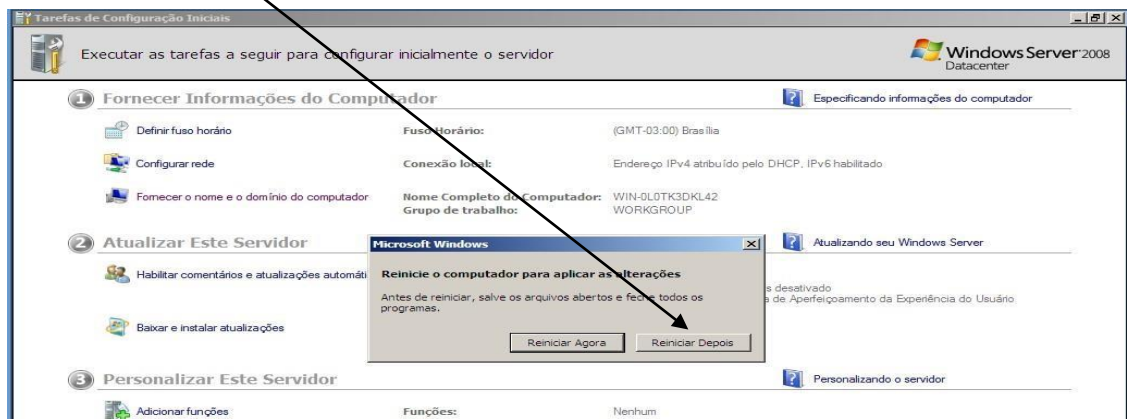 Tarefas de Configuração Iniciais
Executar as tarefas a seguir para configurar inicialmente o servidor
Windows Server 2008
Datacenter
1 Fornecer Informações do Computador
Especificando informações do computador
Definir fuso horário Fuso Horário: (GMT-03:00) Brasília
Configurar rede Conexão local: Endereço IPv4 atribuído pelo DHCP, IPv6 habilitado
Fornecer o nome e o domínio do computador Nome Completo do Computador: WIN-0L0TK3DKL42
Grupo de trabalho: WORKGROUP
2 Atualizar Este Servidor
Atualizando seu Windows Server
Microsoft Windows
Habilitar comentários e atualizações automáti
Reinicie o computador para aplicar as alterações
s desativado
Antes de reiniciar, salve os arquivos abertos e feche todos os
programas.
a de Aperfeiçoamento da Experiência do Usuário
Baixar e instalar atualizações
Reiniciar Agora Reiniciar Depois
3 Personalizar Este Servidor
Personalizando o servidor
Adicionar funções Funções: Nenhum